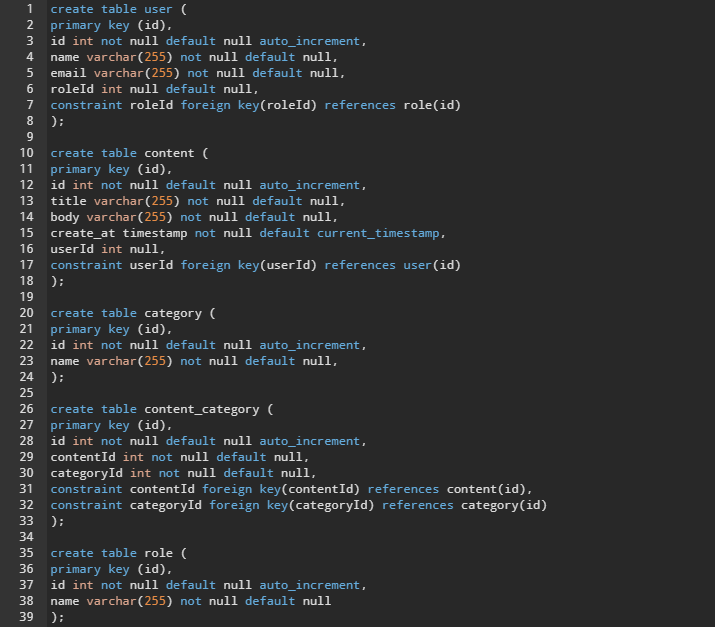 1 create table user (
2 primary key (id),
3 id int not null default null auto_increment,
4 name varchar(255) not null default null,
5 email varchar(255) not null default null,
6 roleId int null default null,
7 constraint roleId foreign key(roleId) references role(id)
8 );
9
10 create table content (
11 primary key (id),
12 id int not null default null auto_increment,
13 title varchar(255) not null default null,
14 body varchar(255) not null default null,
15 create_at timestamp not null default current_timestamp,
16 userId int null,
17 constraint userId foreign key(userId) references user(id)
18 );
19
20 create table category (
21 primary key (id),
22 id int not null default null auto_increment,
23 name varchar(255) not null default null,
24 );
25
26 create table content_category (
27 primary key (id),
28 id int not null default null auto_increment,
29 contentId int not null default null,
30 categoryId int not null default null,
31 constraint contentId foreign key(contentId) references content(id),
32 constraint categoryId foreign key(categoryId) references category(id)
33 );
34
35 create table role (
36 primary key (id),
37 id int not null default null auto_increment,
38 name varchar(255) not null default null
39 );